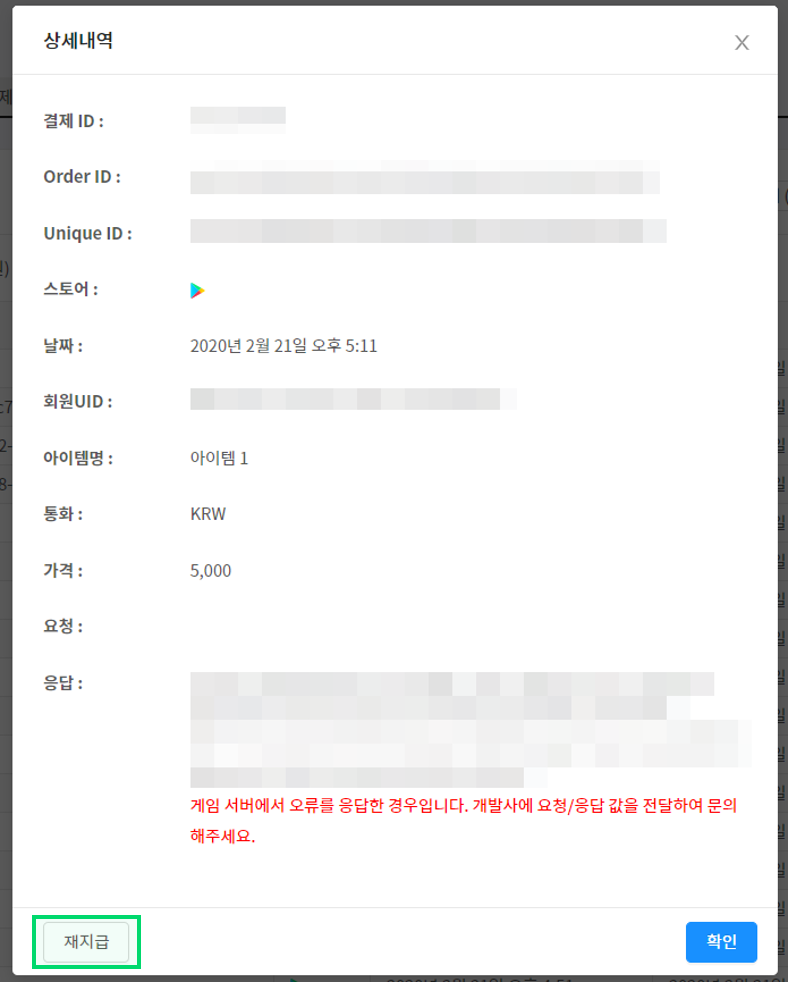 상세내역
결제 ID :
Order ID :
Unique ID :
스토어 :
날짜 : 2020년 2월 21일 오후 5:11
회원UID :
아이템명 : 아이템 1
통화 : KRW
가격 : 5,000
요청 :
응답 :
게임 서버에서 오류를 응답한 경우입니다. 개발사에 요청/응답 값을 전달하여 문의
해주세요.
재지급 확인